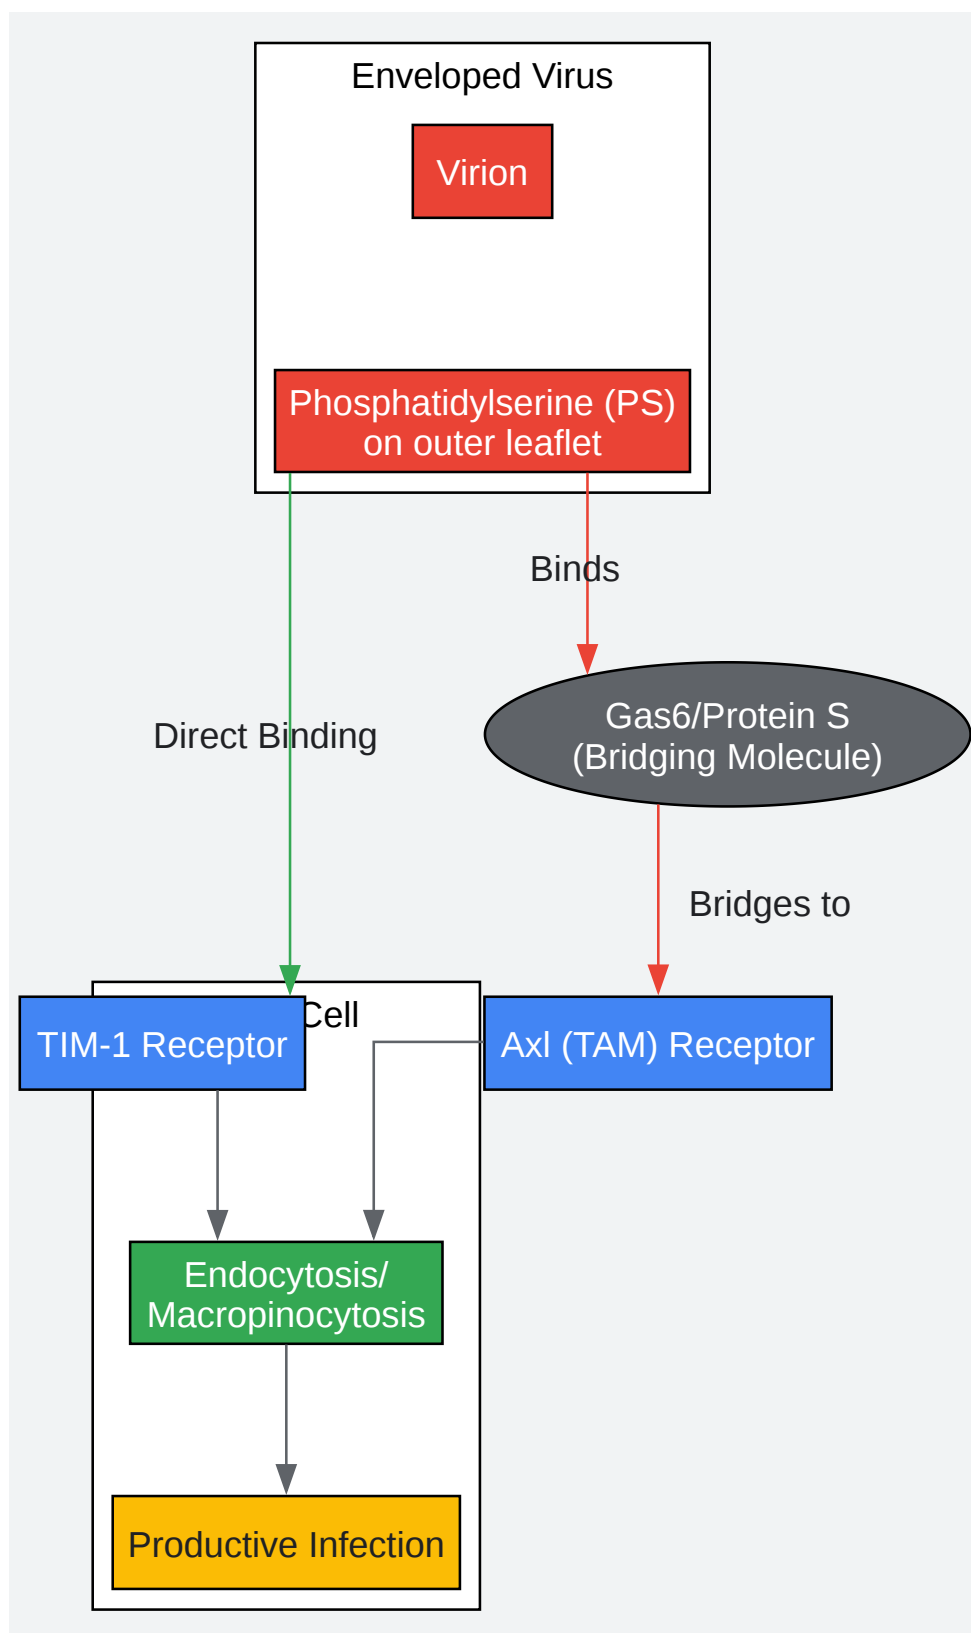 Enveloped Virus
Virion
Phosphatidylserine (PS)
on outer leaflet
Binds
Gas6/Protein S
(Bridging Molecule)
Direct Binding
Bridges to
Cell
TIM-1 Receptor
Axl (TAM) Receptor
Endocytosis/
Macropinocytosis
Productive Infection